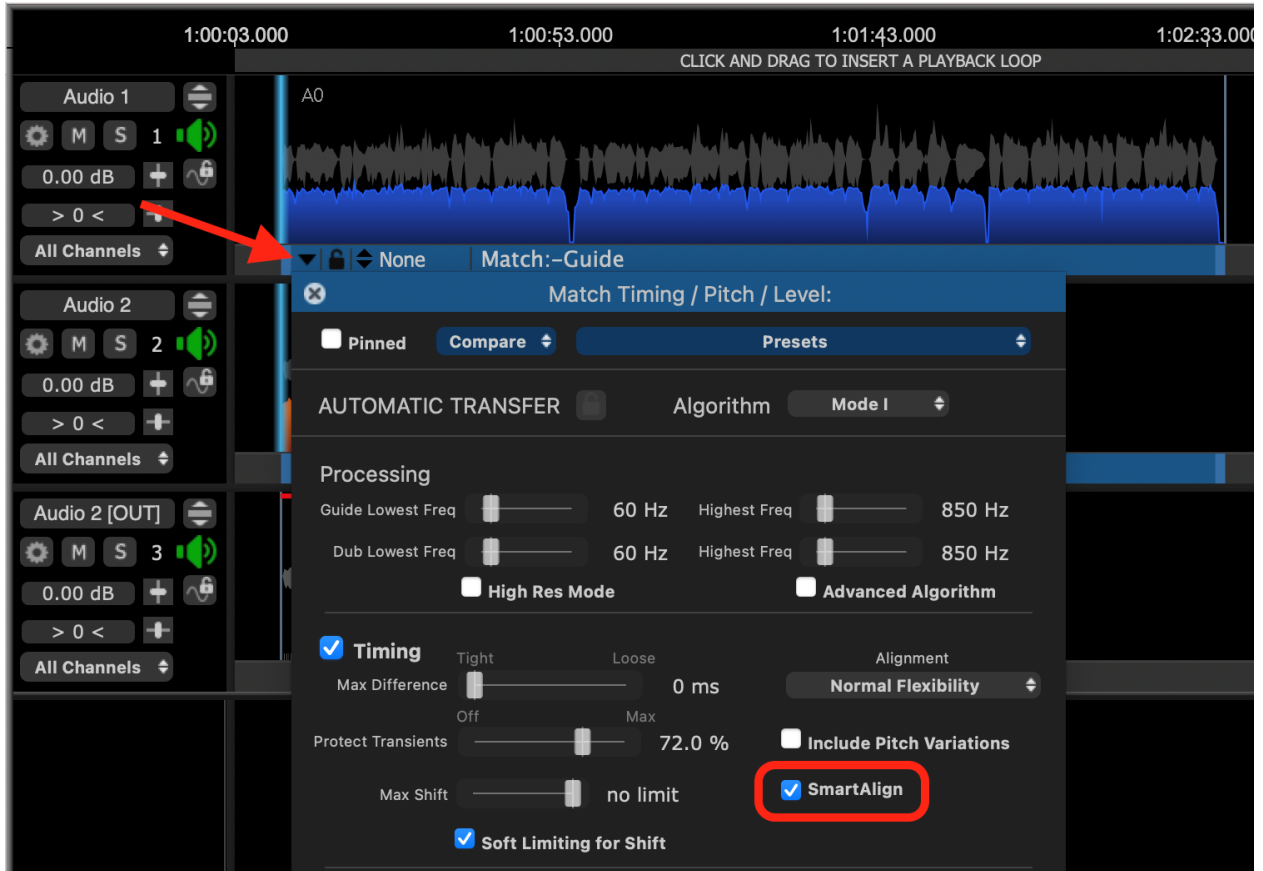 1:00:03.000 1:00:53.000 1:01:43.000 1:02:33.000
CLICK AND DRAG TO INSERT A PLAYBACK LOOP
Audio 1
A0
M S 1
0.00 dB
> 0 <
All Channels
None Match:-Guide
Match Timing / Pitch / Level:
Audio 2
M S 2
Pinned Compare Presets
0.00 dB
AUTOMATIC TRANSFER Algorithm Mode I
> 0 <
All Channels
Processing
Guide Lowest Freq 60 Hz Highest Freq 850 Hz
Audio 2 [OUT]
M S 3
Dub Lowest Freq 60 Hz Highest Freq 850 Hz
0.00 dB
High Res Mode Advanced Algorithm
> 0 <
All Channels
Timing Tight Loose Alignment
Max Difference 0 ms Normal Flexibility
Off Max
Protect Transients 72.0 % Include Pitch Variations
Max Shift no limit SmartAlign
Soft Limiting for Shift